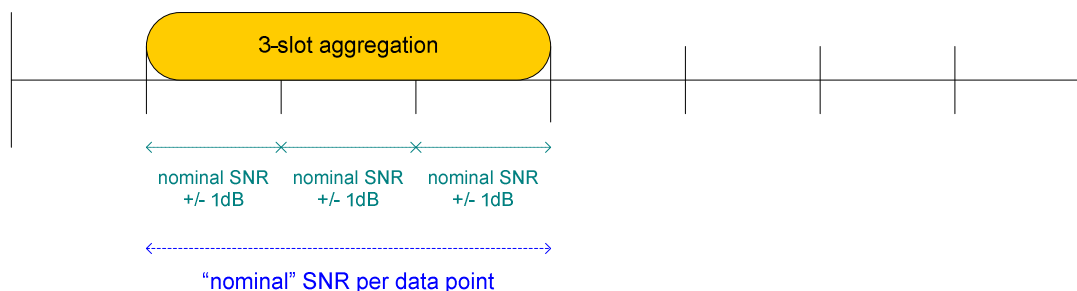 3-slot aggregation
nominal SNR nominal SNR nominal SNR
+/- 1dB +/- 1dB +/- 1dB
“nominal” SNR per data point